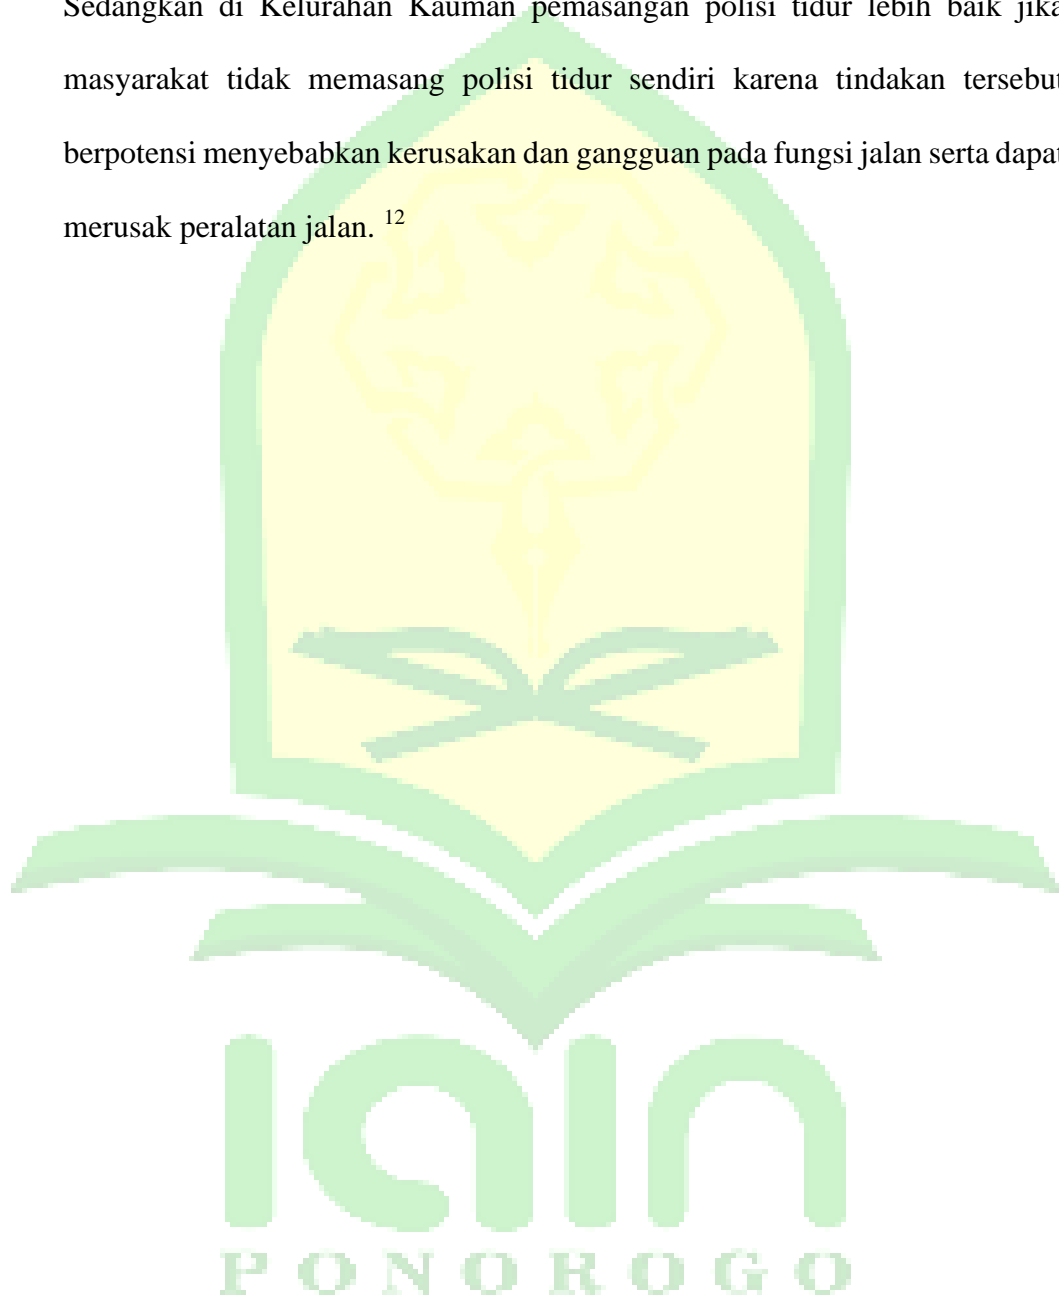 Sedangkan di Kelurahan Kauman pemasangan polisi tidur lebih baik jika
masyarakat tidak memasang polisi tidur sendiri karena tindakan tersebut
berpotensi menyebabkan kerusakan dan gangguan pada fungsi jalan serta dapat
merusak peralatan jalan. 12
iain
PONOROGO